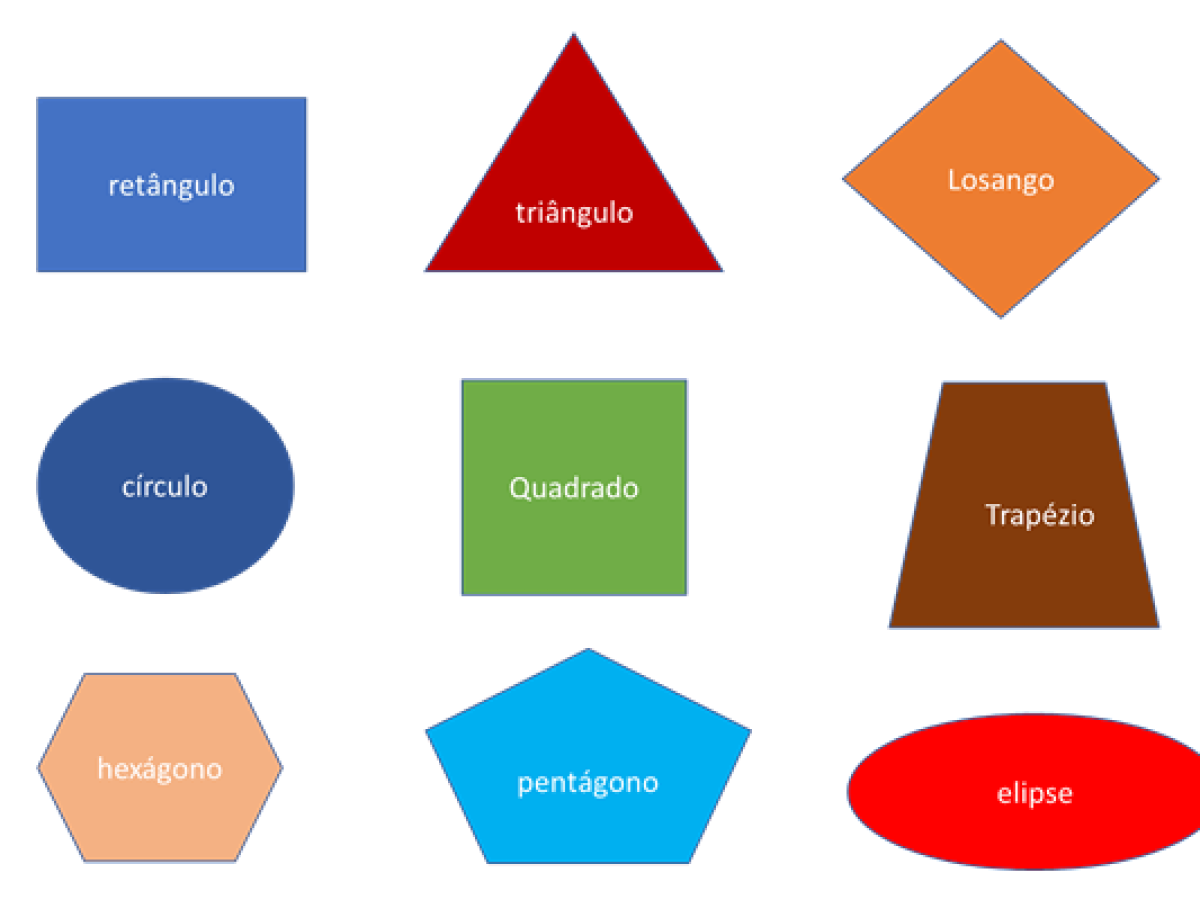 retângulo
triângulo
Losango
círculo
Quadrado
Trapézio
hexágono
pentágono
elipse